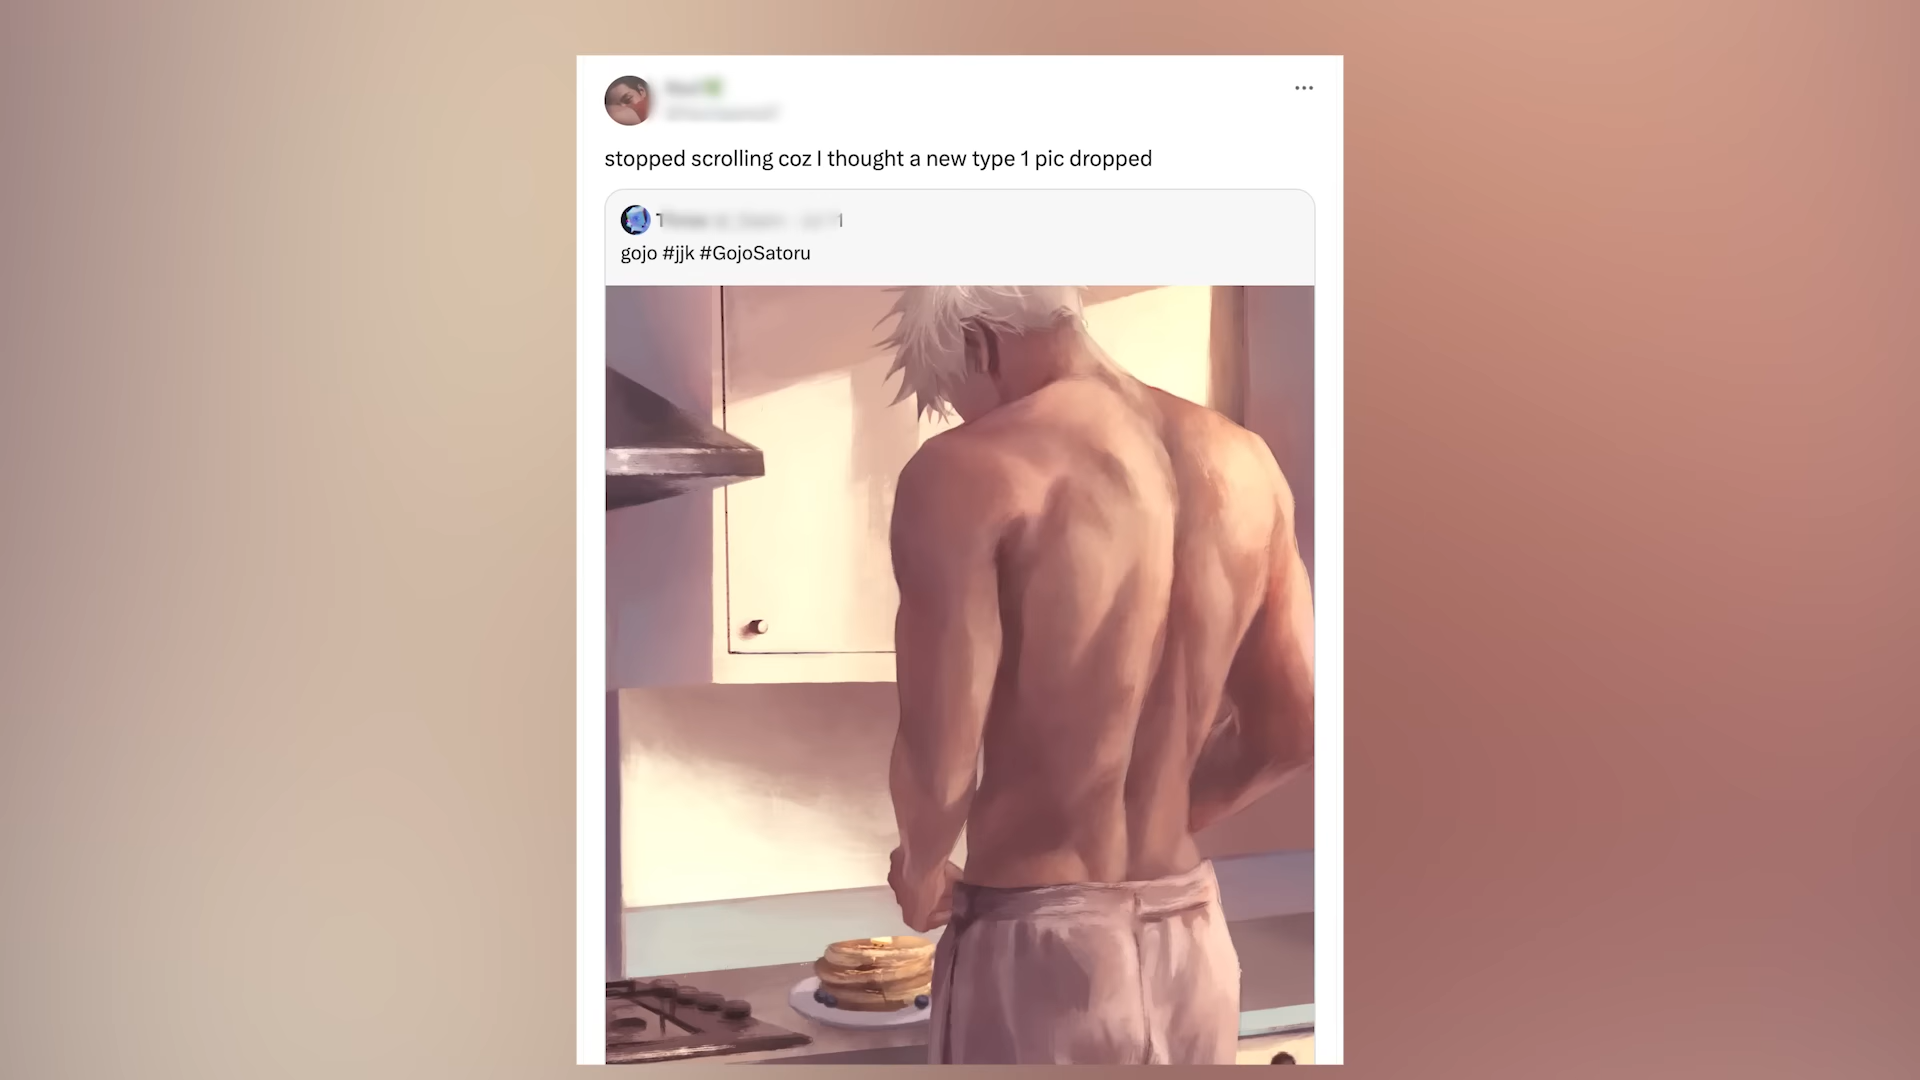 stopped scrolling coz I thought a new type 1 pic dropped
gojo #jjk #GojoSatoru